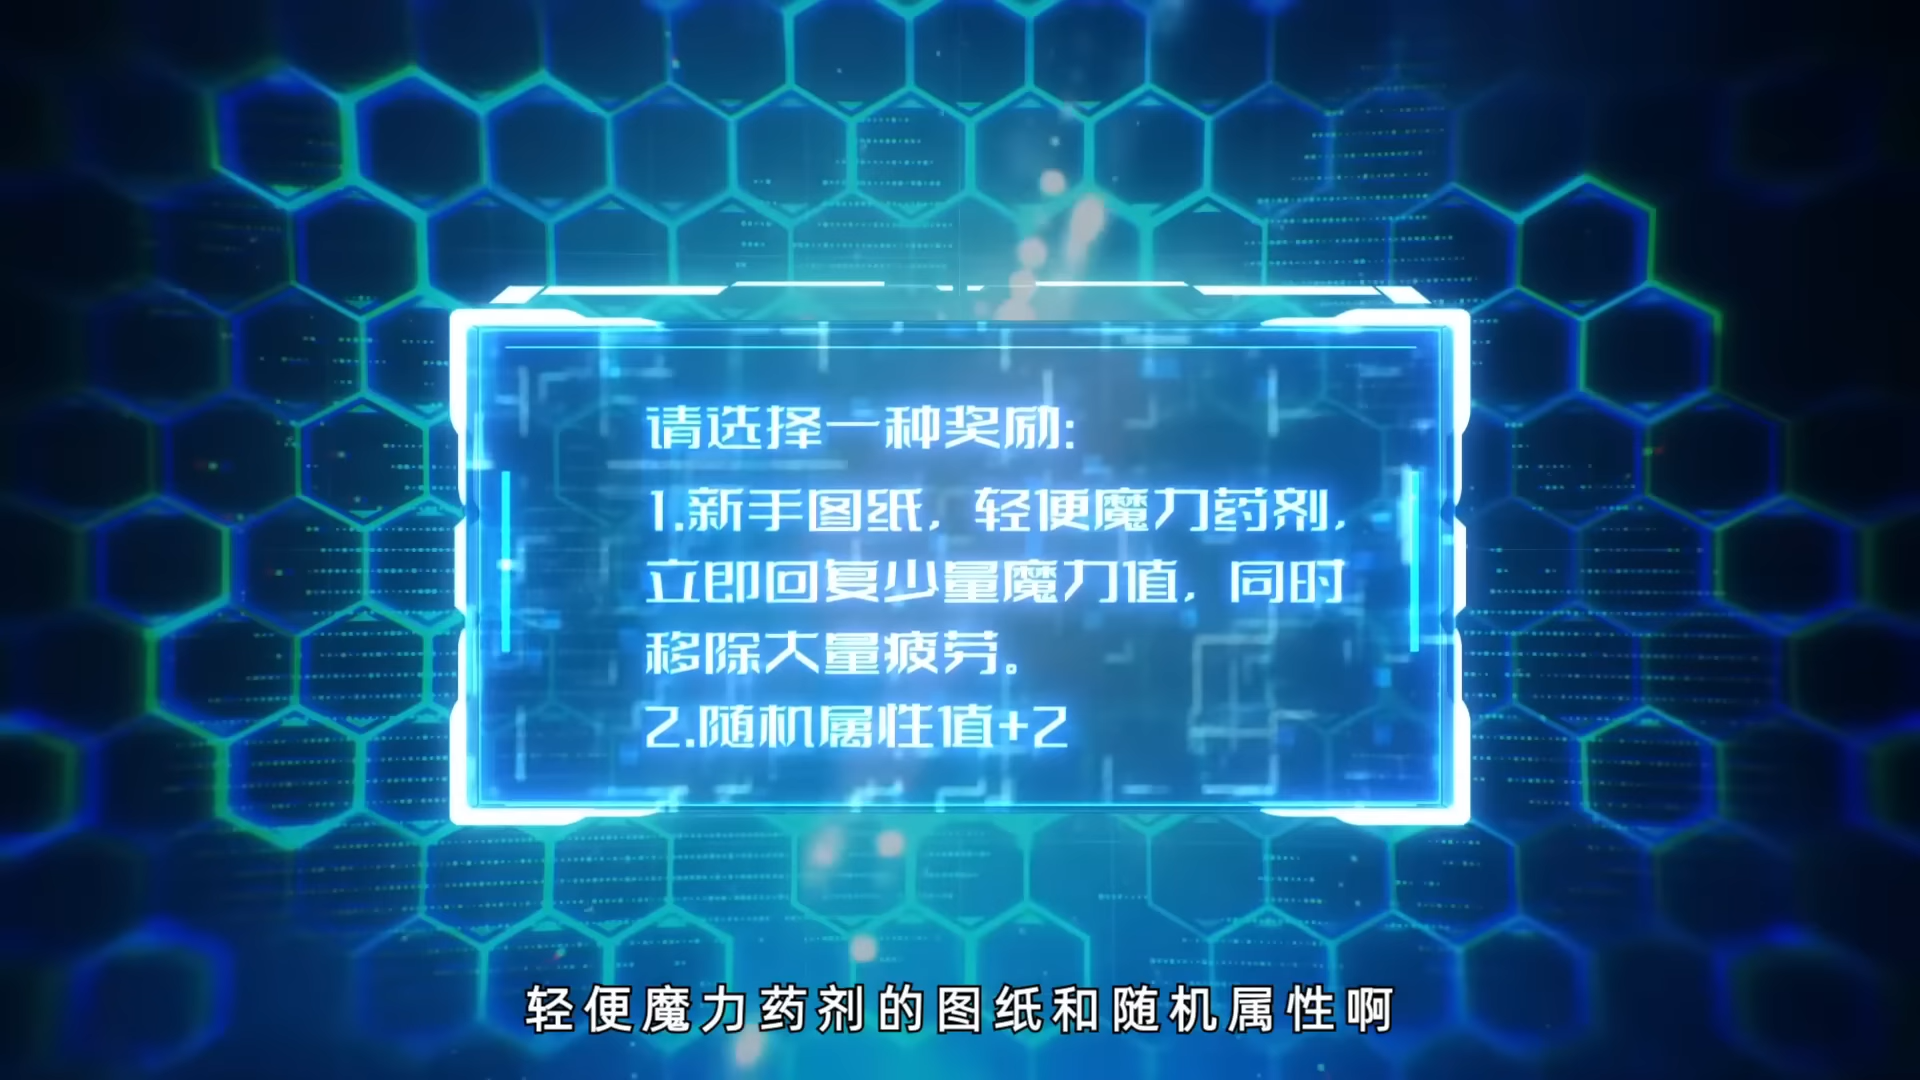 请选择一种奖励:
1.新手图纸，轻便魔力药剂，
立即回复少量魔力值，同时
移除大量疲劳。
2.随机属性值+2
轻便魔力药剂的图纸和随机属性啊